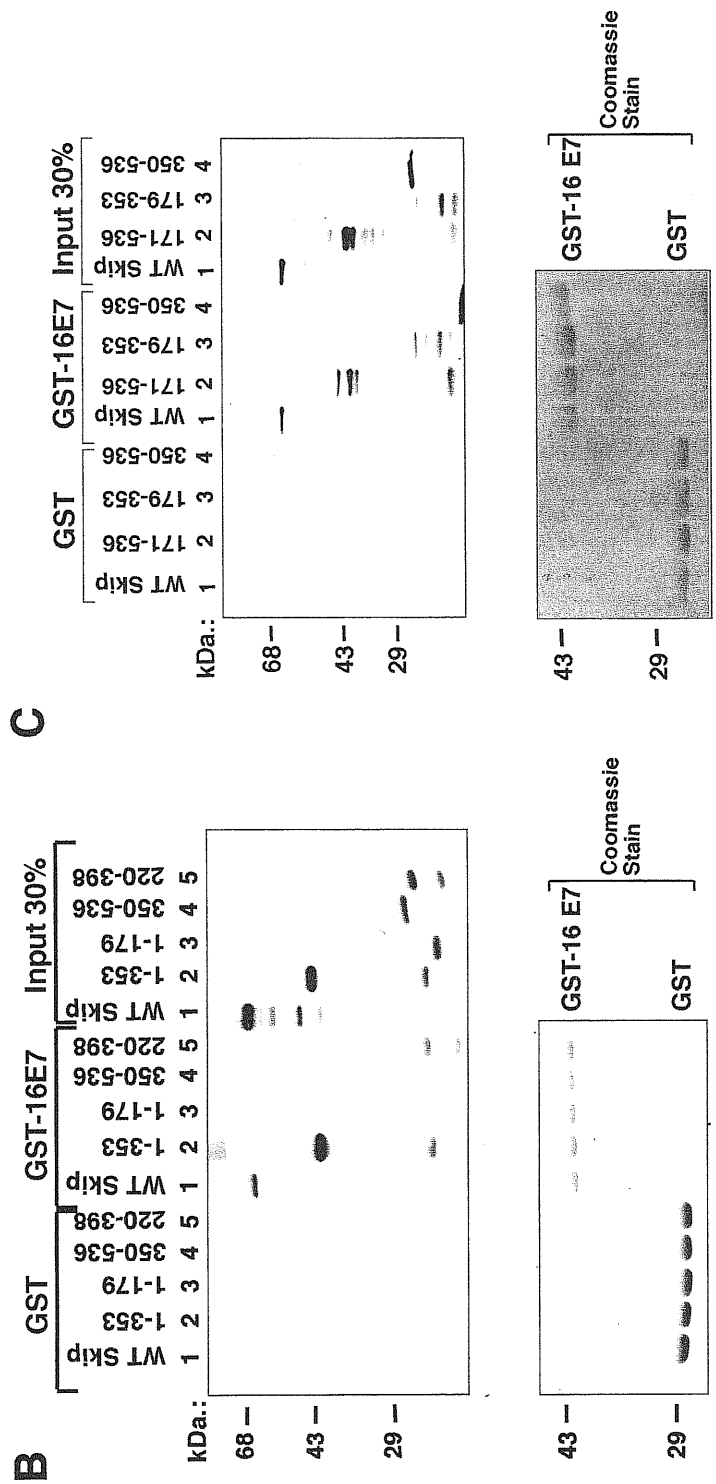 B
GST
GST-16E7
Input 30%
WT Skip
1-353
1-179
350-536
220-398
WT Skip
1-353
1-179
350-536
220-398
WT Skip
1-353
1-179
350-536
220-398
kDa.: 1 2 3 4 5 1 2 3 4 5 1 2 3 4 5
68
43
29
43
29
GST-16 E7
GST
Coomassie
Stain
C
GST
GST-16E7
Input 30%
WT Skip
171-536
179-353
350-536
WT Skip
171-536
179-353
350-536
WT Skip
171-536
179-353
350-536
kDa.: 1 2 3 4 1 2 3 4 1 2 3 4
68
43
29
43
29
GST-16 E7
GST
Coomassie
Stain